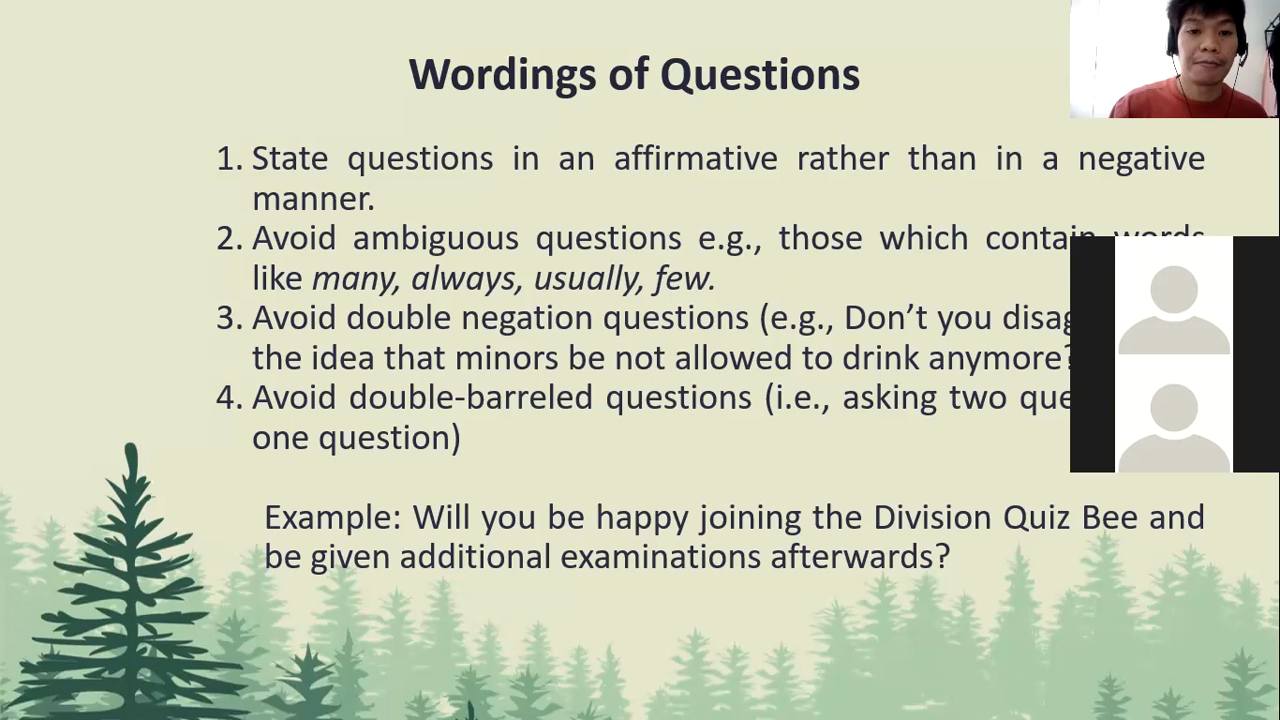 Wordings of Questions
1. State questions in an affirmative rather than in a negative
manner.
2. Avoid ambiguous questions e.g., those which contain words
like many, always, usually, few.
3. Avoid double negation questions (e.g., Don’t you
the idea that minors be not allowed to drink anymore?
4. Avoid double-barreled questions (i.e., asking two
one question)
Example: Will you be happy joining the Division Quiz Bee and
be given additional examinations afterwards?